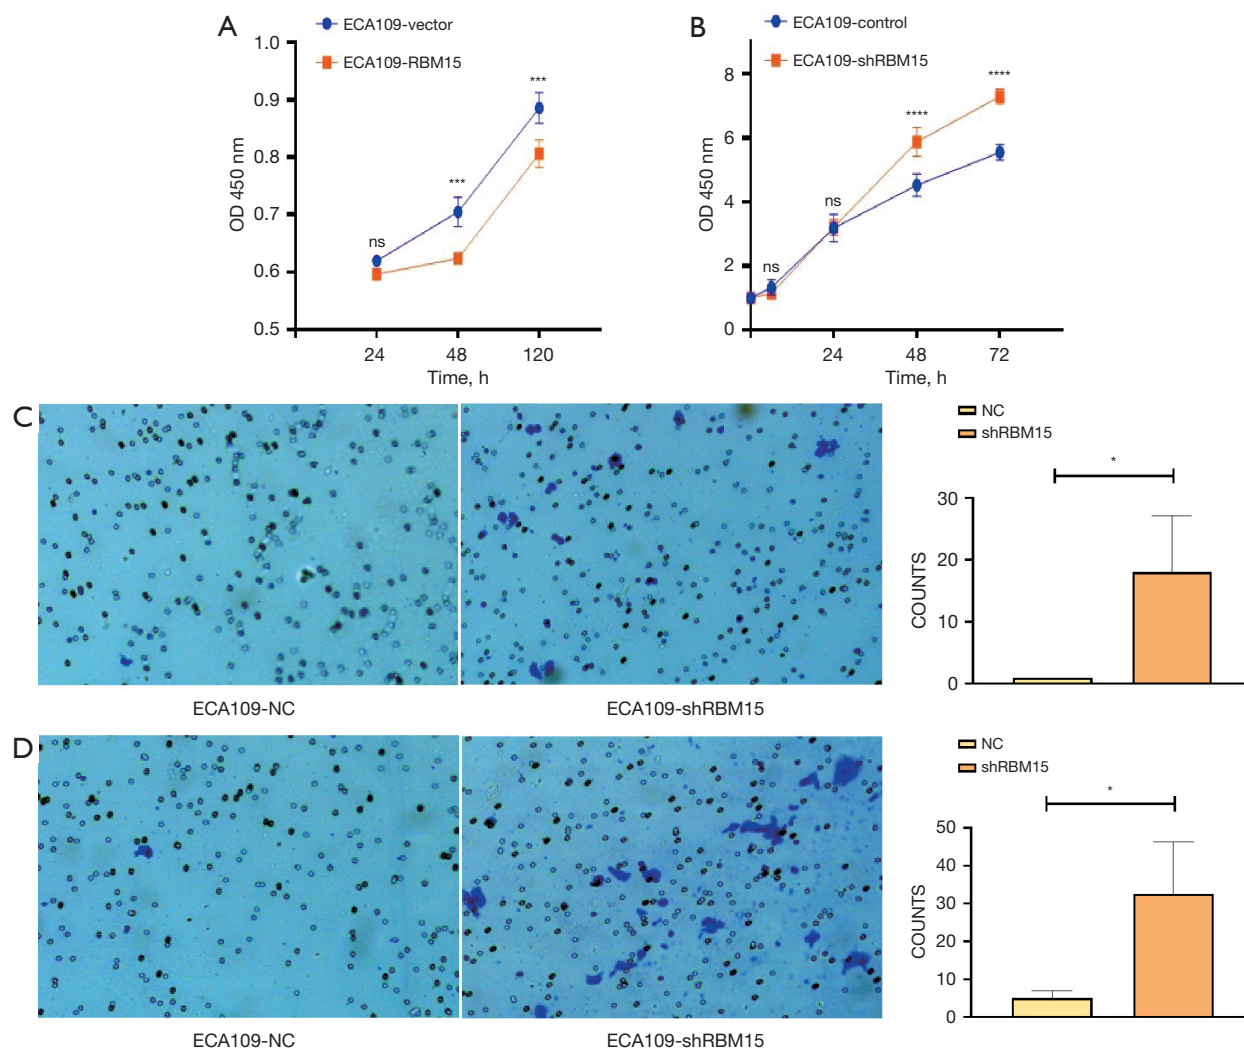 A
ECA109-vector
ECA109-RBM15
OD 450 nm
1.0
0.9
0.8
0.7
0.6
0.5
ns
***
***
24 48 120
Time, h
B
ECA109-control
ECA109-shRBM15
OD 450 nm
8
6
4
2
0
ns
ns
****
****
24 48 72
Time, h
C
ECA109-NC
ECA109-shRBM15
NC
shRBM15
*
COUNTS
30
20
10
0
D
ECA109-NC
ECA109-shRBM15
NC
shRBM15
*
COUNTS
50
40
30
20
10
0